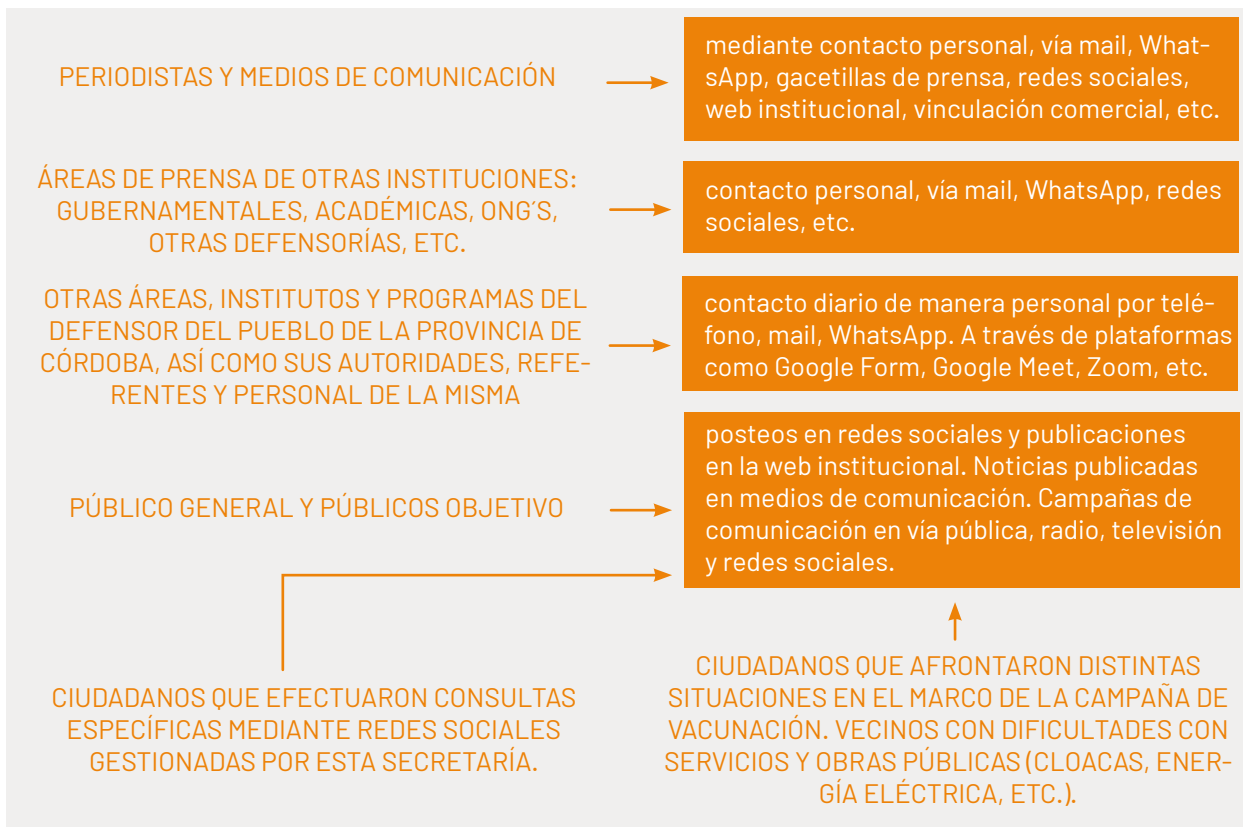 PERIODISTAS Y MEDIOS DE COMUNICACIÓN
mediante contacto personal, vía mail, What-
sApp, gacetillas de prensa, redes sociales,
web institucional, vinculación comercial, etc.
ÁREAS DE PRENSA DE OTRAS INSTITUCIONES:
GUBERNAMENTALES, ACADÉMICAS, ONG´S,
OTRAS DEFENSORÍAS, ETC.
contacto personal, vía mail, WhatsApp, redes
sociales, etc.
OTRAS ÁREAS, INSTITUTOS Y PROGRAMAS DEL
DEFENSOR DEL PUEBLO DE LA PROVINCIA DE
CÓRDOBA, ASÍ COMO SUS AUTORIDADES, REFE-
RENTES Y PERSONAL DE LA MISMA
contacto diario de manera personal por telé-
fono, mail, WhatsApp. A través de plataformas
como Google Form, Google Meet, Zoom, etc.
PÚBLICO GENERAL Y PÚBLICOS OBJETIVO
posteos en redes sociales y publicaciones
en la web institucional. Noticias publicadas
en medios de comunicación. Campañas de
comunicación en vía pública, radio, televisión
y redes sociales.
CIUDADANOS QUE EFECTUARON CONSULTAS
ESPECÍFICAS MEDIANTE REDES SOCIALES
GESTIONADAS POR ESTA SECRETARÍA.
CIUDADANOS QUE AFRONTARON DISTINTAS
SITUACIONES EN EL MARCO DE LA CAMPAÑA DE
VACUNACIÓN. VECINOS CON DIFICULTADES CON
SERVICIOS Y OBRAS PÚBLICAS (CLOACAS, ENER-
GÍA ELÉCTRICA, ETC.).